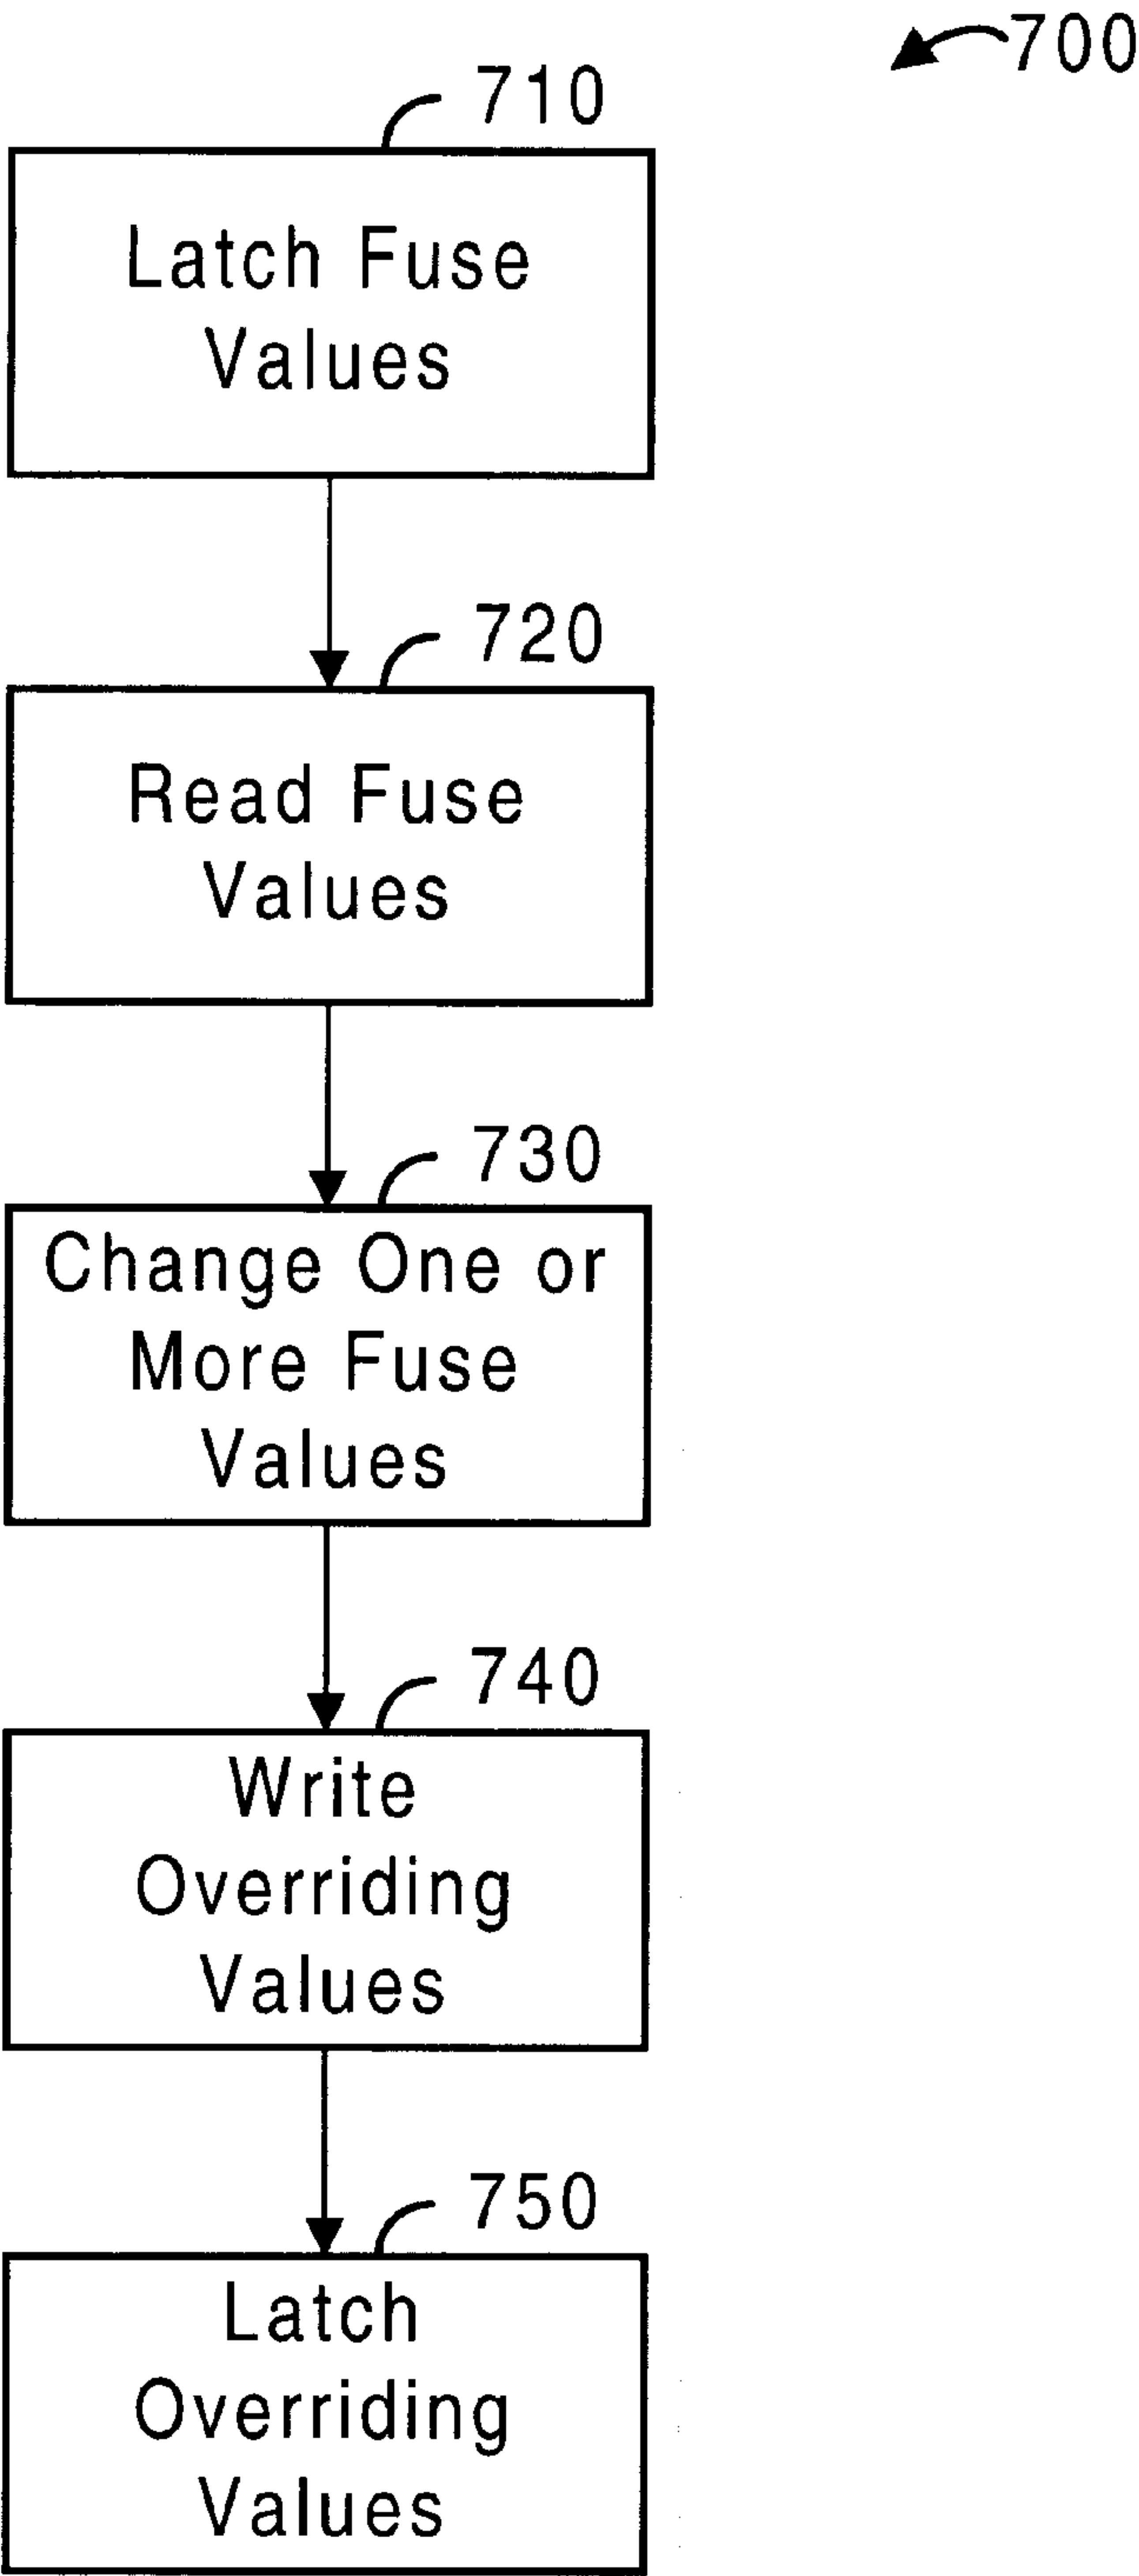 700
710
Latch Fuse
Values
720
Read Fuse
Values
730
Change One or
More Fuse
Values
740
Write
Overriding
Values
750
Latch
Overriding
Values